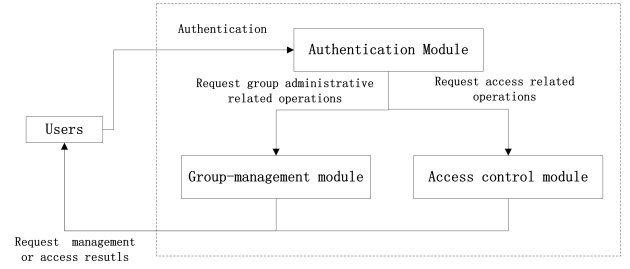 Authentication
Authentication Module
Request group administrative
related operations
Request access related
operations
Users
Group-management module
Access control module
Request management
or access resutls